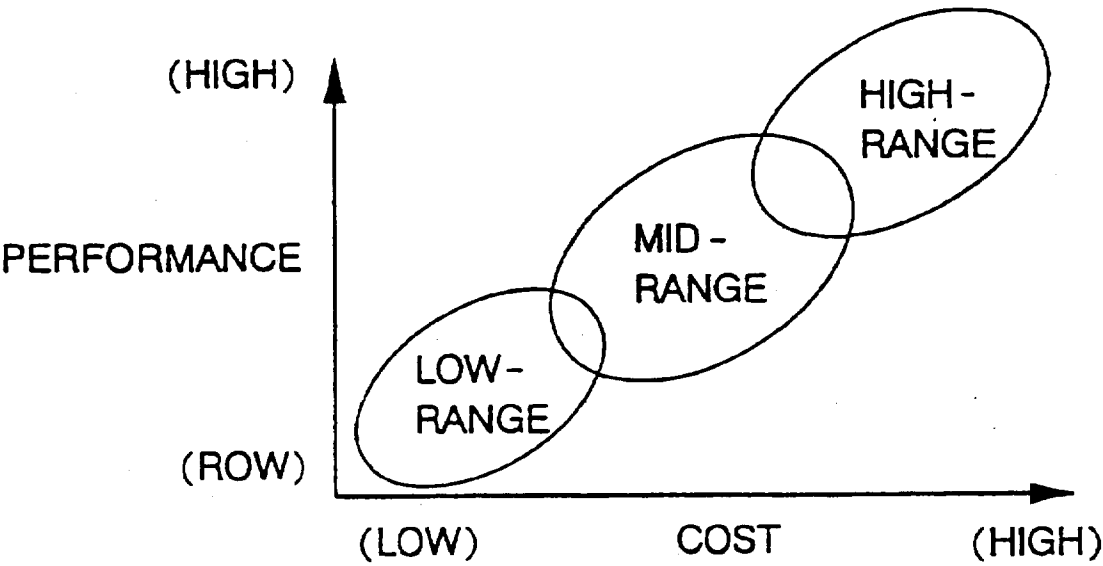 (HIGH)
HIGH-
RANGE
MID-
RANGE
PERFORMANCE
LOW-
RANGE
(ROW)
(LOW) COST (HIGH)